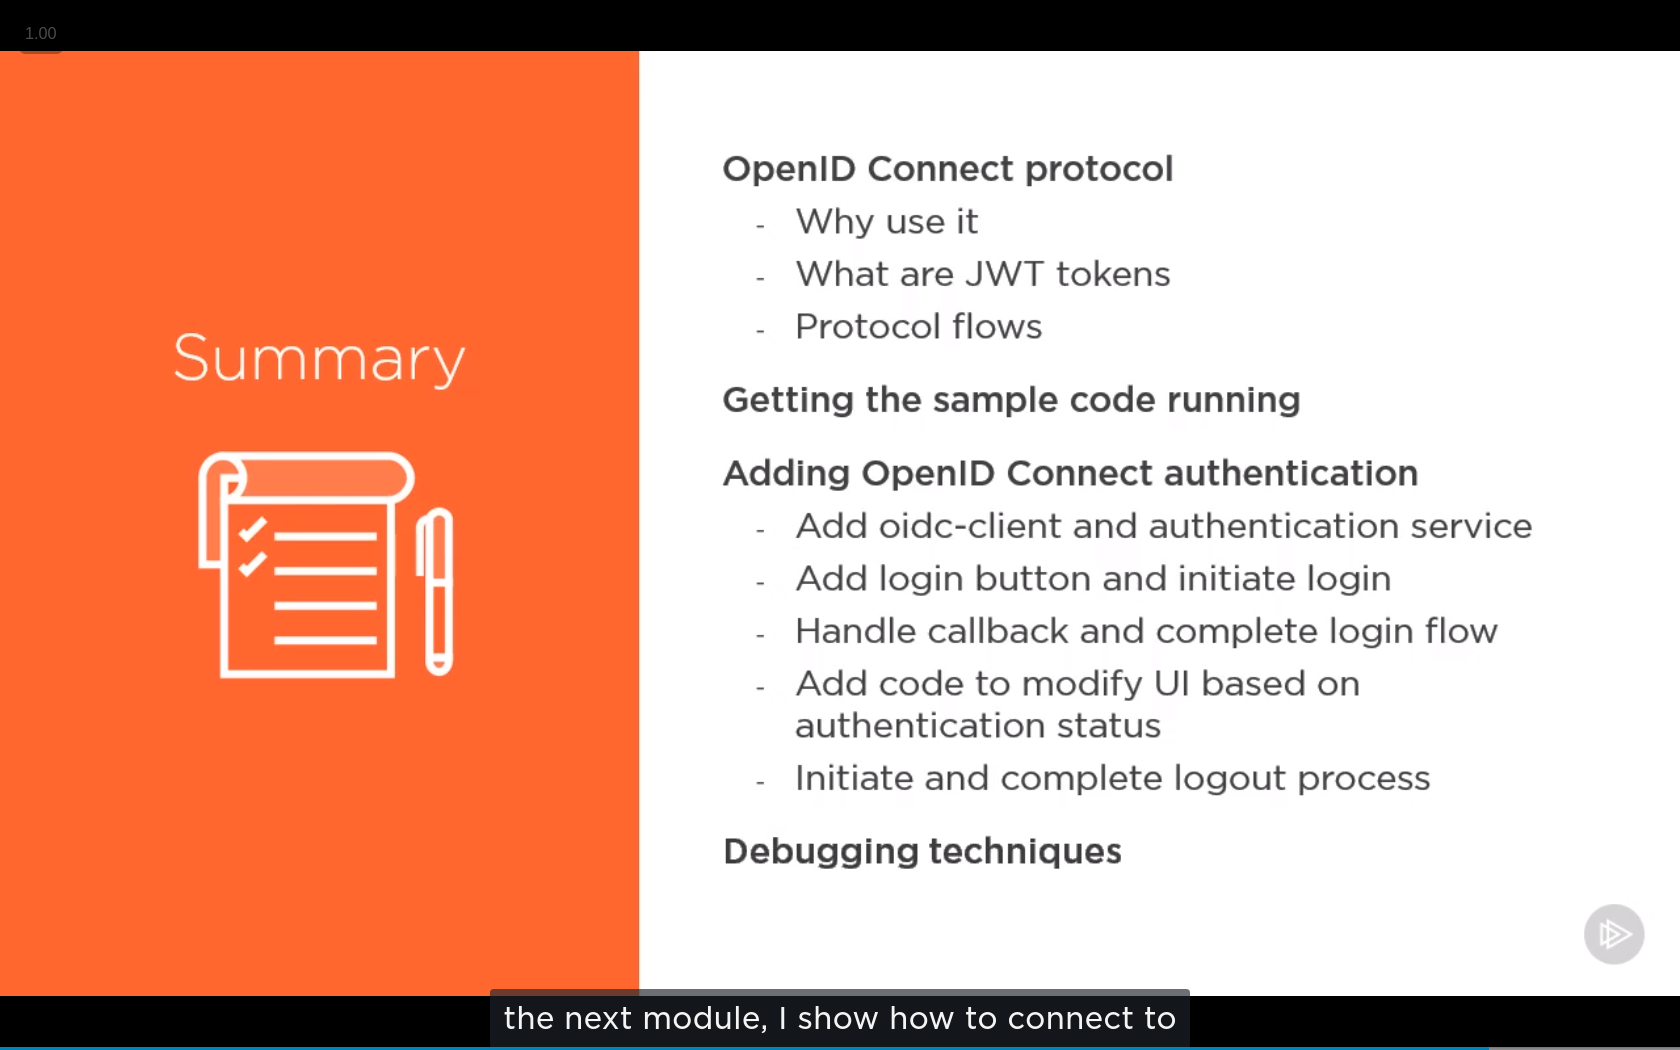 1.00
Summary
OpenID Connect protocol
- Why use it
- What are JWT tokens
- Protocol flows
Getting the sample code running
Adding OpenID Connect authentication
- Add oidc-client and authentication service
- Add login button and initiate login
- Handle callback and complete login flow
- Add code to modify UI based on
authentication status
- Initiate and complete logout process
Debugging techniques
the next module, I show how to connect to